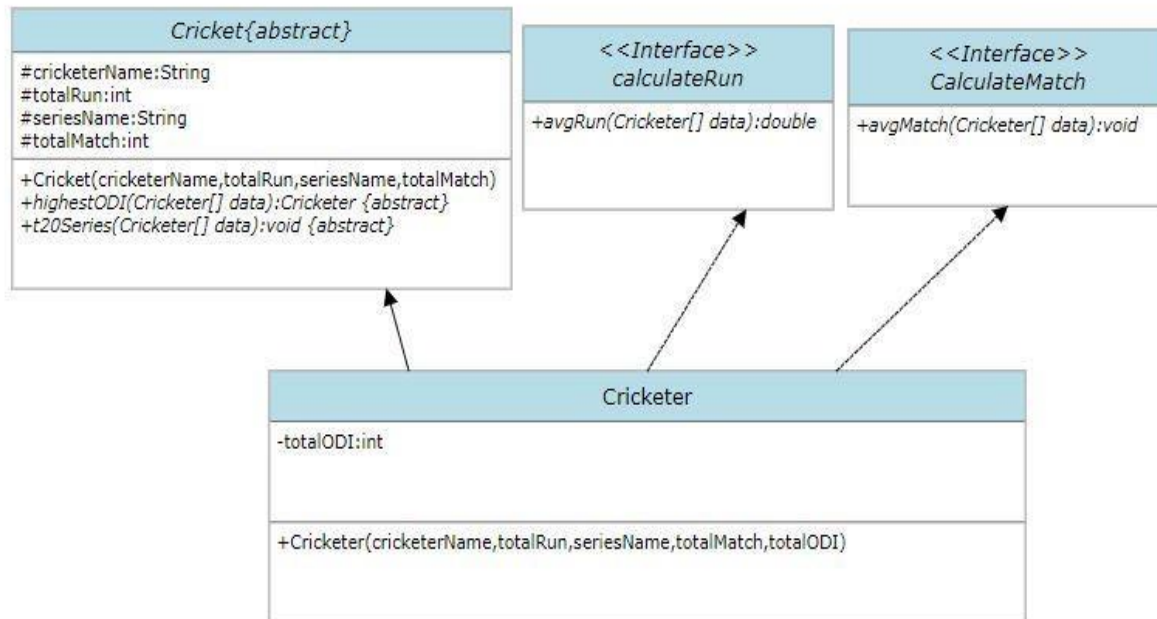 Cricket{abstract}
#cricketerName:String
#totalRun:int
#seriesName:String
#totalMatch:int
+Cricket(cricketerName,totalRun,seriesName,totalMatch)
+highestODI(Cricketer[] data):Cricketer {abstract}
+t20Series(Cricketer[] data):void {abstract}
<<Interface>>
calculateRun
+avgRun(Cricketer[] data):double
<<Interface>>
CalculateMatch
+avgMatch(Cricketer[] data):void
Cricketer
-totalODI:int
+Cricketer(cricketerName,totalRun,seriesName,totalMatch,totalODI)